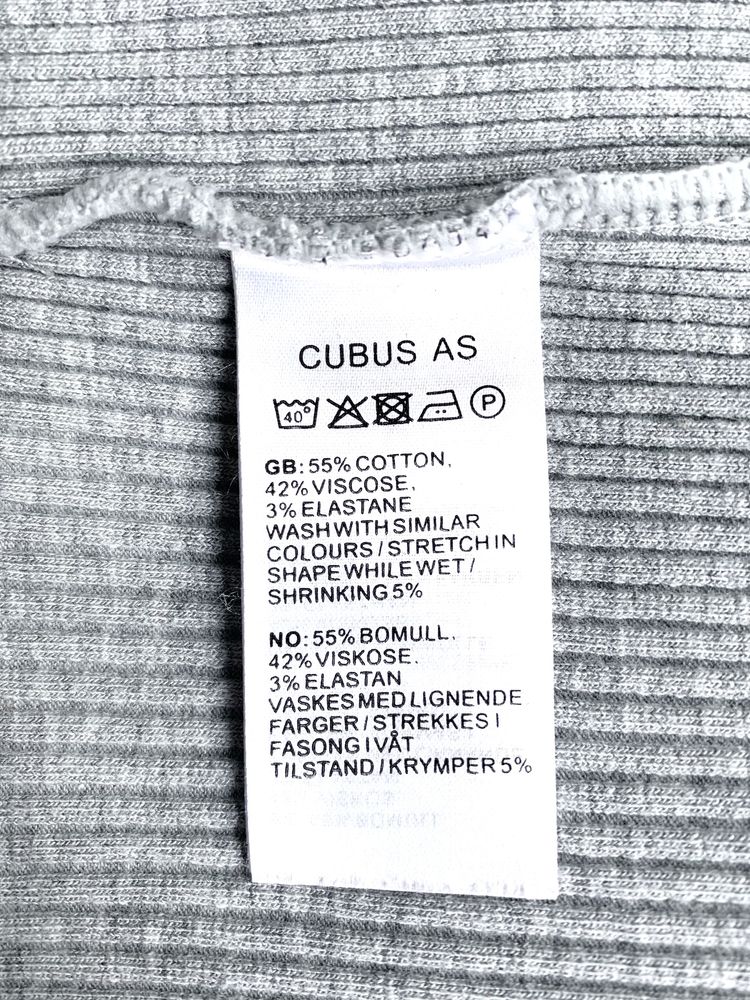 CUBUS AS
40° P
GB: 55% COTTON,
42% VISCOSE,
3% ELASTANE
WASH WITH SIMILAR
COLOURS / STRETCH IN
SHAPE WHILE WET /
SHRINKING 5%
NO: 55% BOMULL,
42% VISKOSE,
3% ELASTAN
VASKES MED LIGNENDE
FARGER / STREKKES I
FASONG I VÅT
TILSTAND / KRYMPER 5%